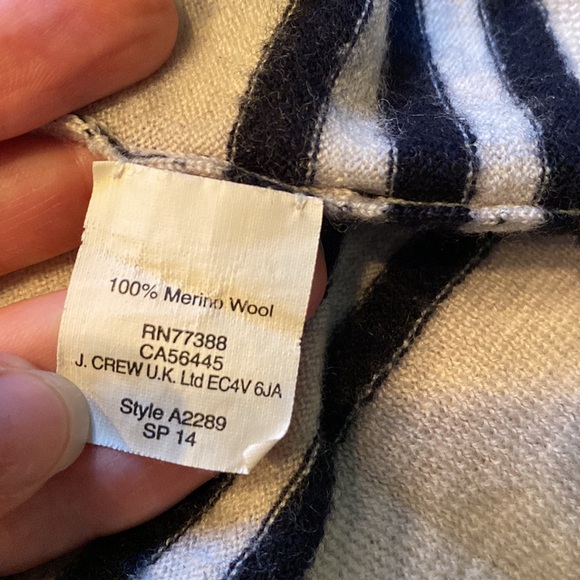 100% Merino Wool
RN77388
CA56445
J. CREW U.K. Ltd EC4V 6JA
Style A2289
SP 14